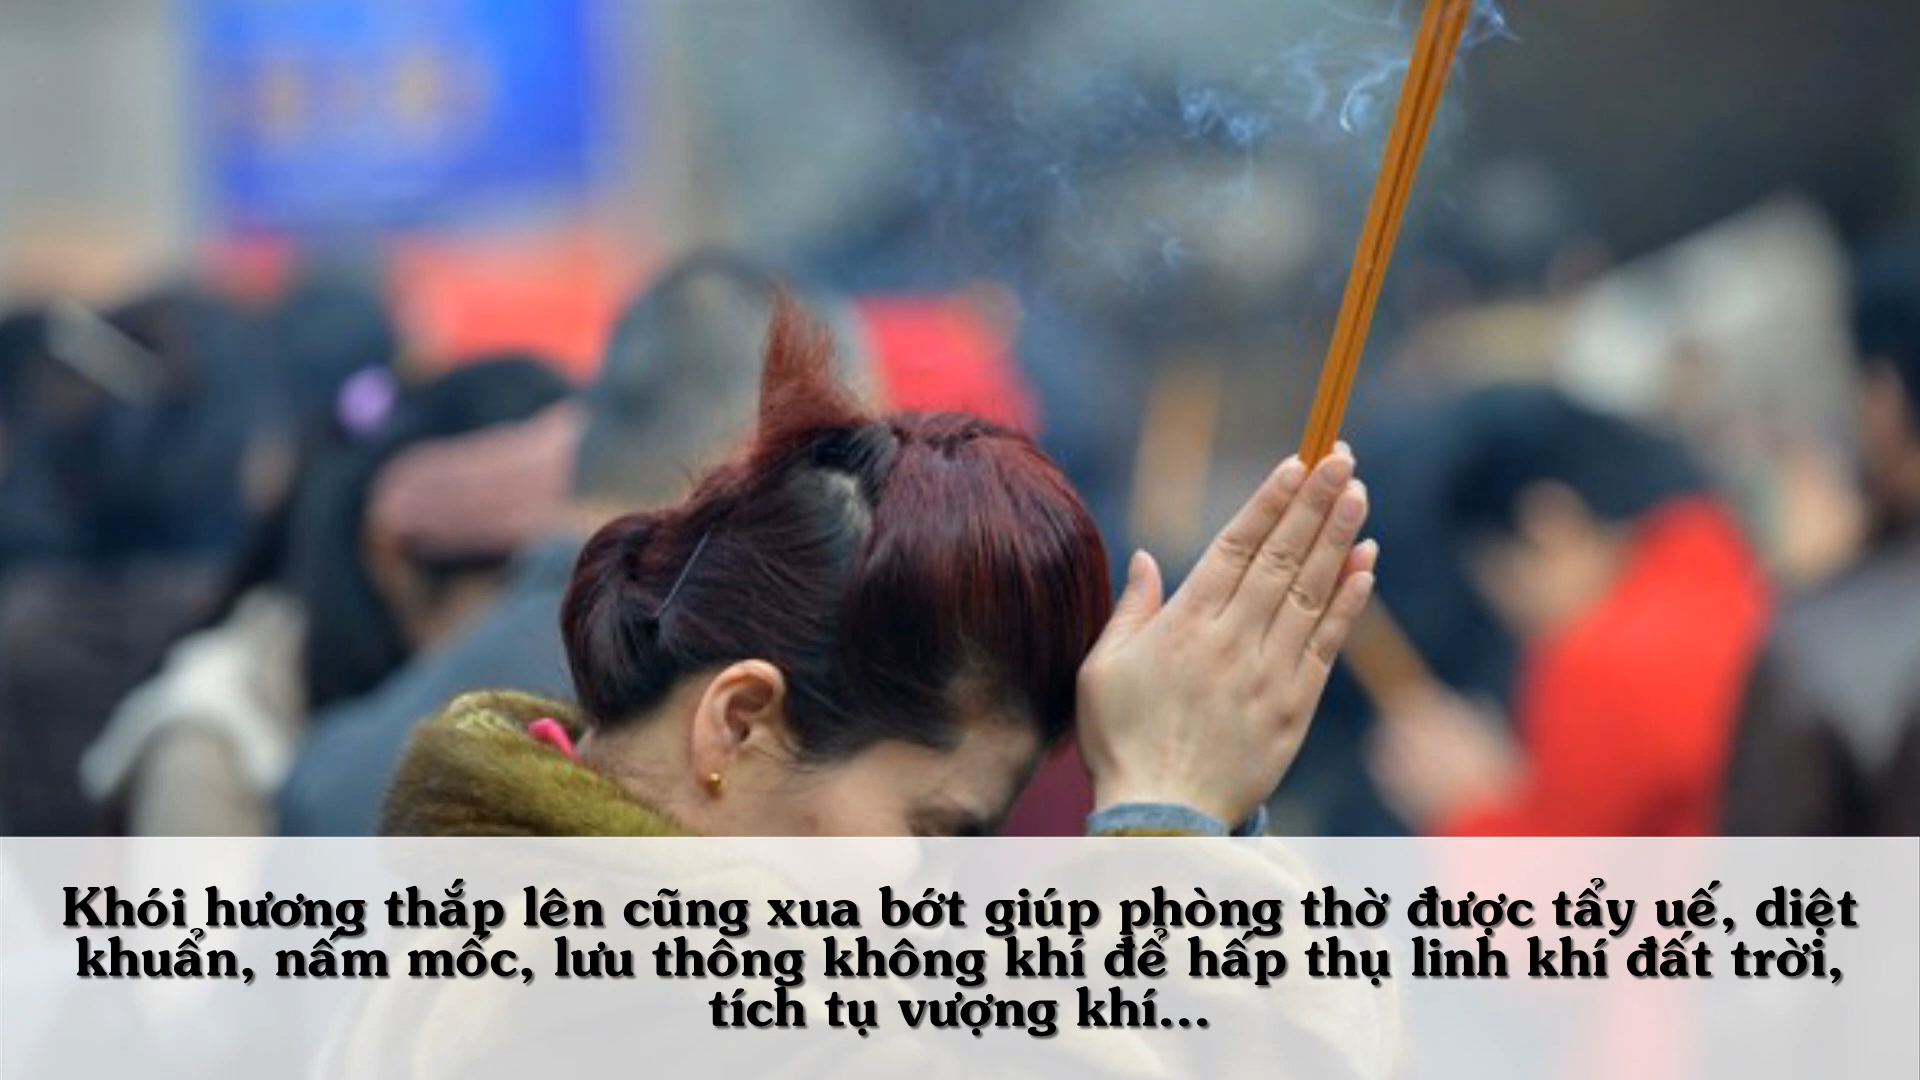 Khói hương thắp lên cũng xua bớt giúp phòng thờ được tẩy uế, diệt
khuẩn, nấm mốc, lưu thông không khí để hấp thụ linh khí đất trời,
tích tụ vượng khí...